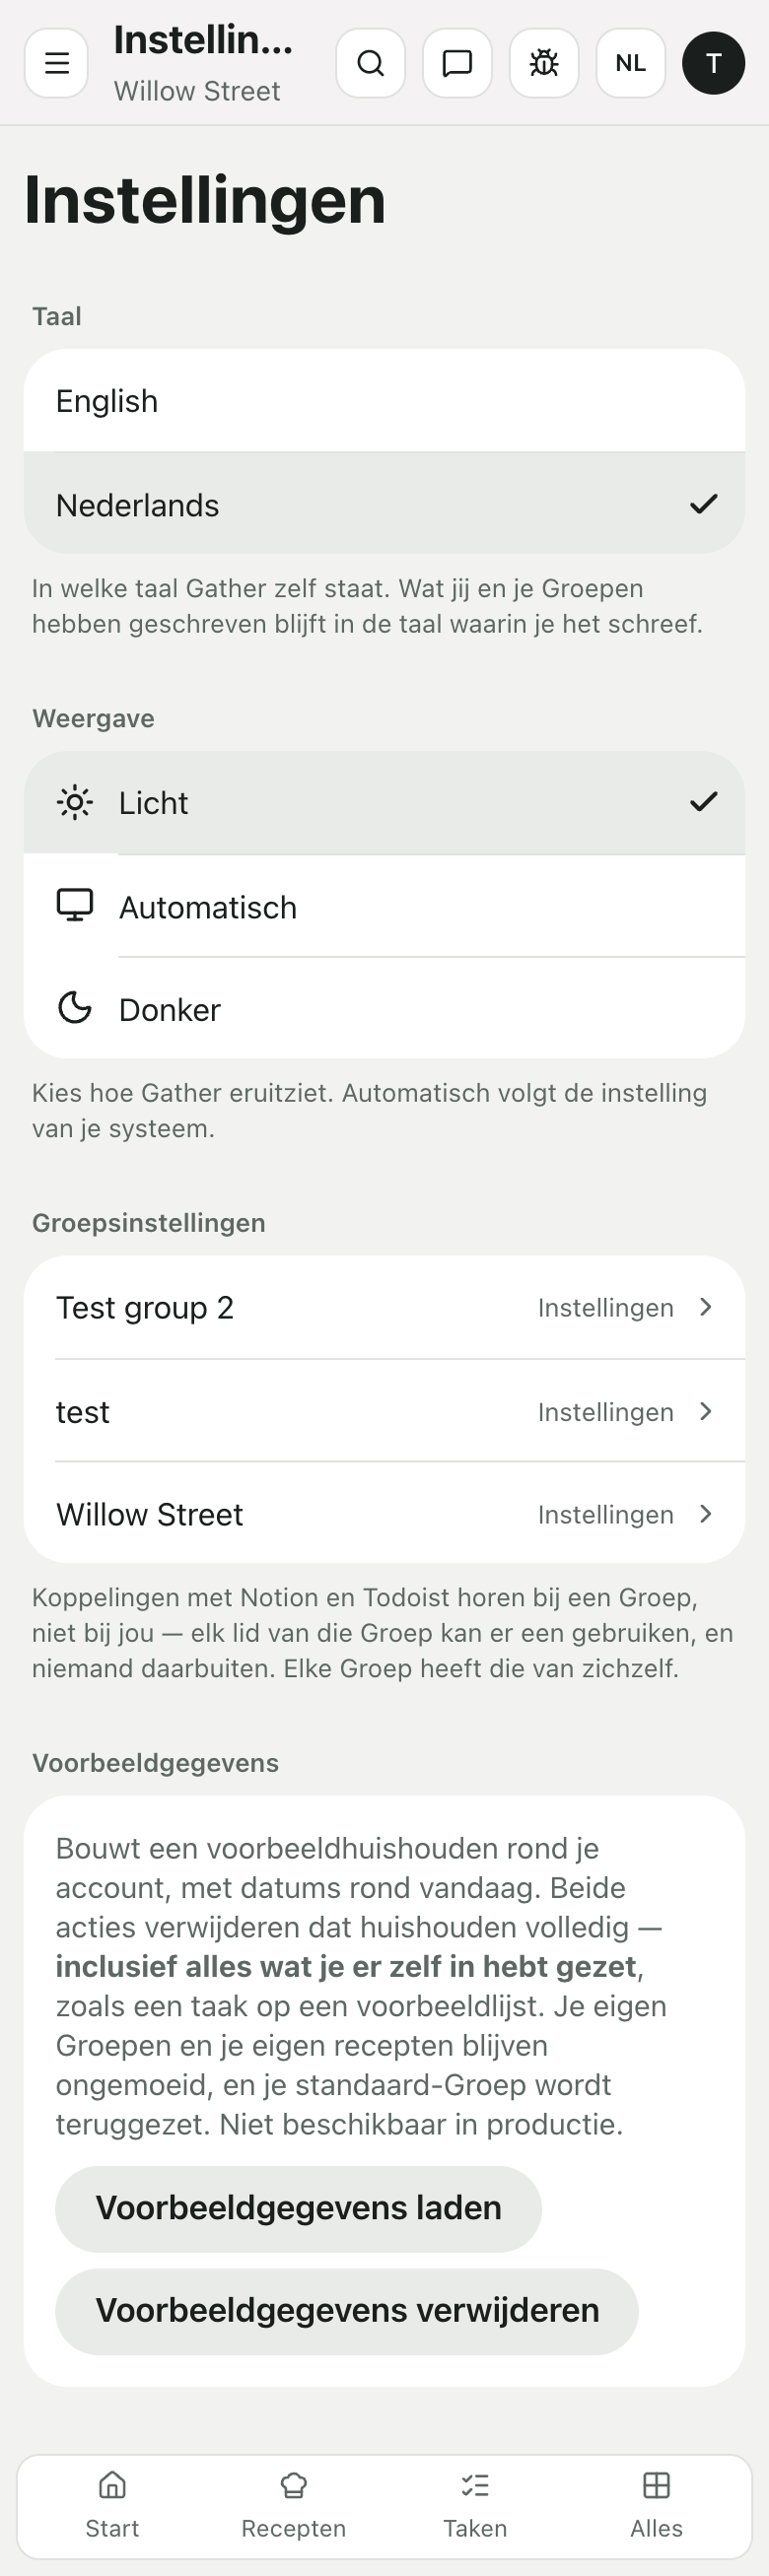 Instellin...
Willow Street
NL
T
Instellingen
Taal
English
Nederlands
In welke taal Gather zelf staat. Wat jij en je Groepen
hebben geschreven blijft in de taal waarin je het schreef.
Weergave
Licht
Automatisch
Donker
Kies hoe Gather eruitziet. Automatisch volgt de instelling
van je systeem.
Groepsinstellingen
Test group 2 Instellingen
test Instellingen
Willow Street Instellingen
Koppelingen met Notion en Todoist horen bij een Groep,
niet bij jou — elk lid van die Groep kan er een gebruiken, en
niemand daarbuiten. Elke Groep heeft die van zichzelf.
Voorbeeldgegevens
Bouwt een voorbeeldhuishouden rond je
account, met datums rond vandaag. Beide
acties verwijderen dat huishouden volledig —
inclusief alles wat je er zelf in hebt gezet,
zoals een taak op een voorbeeldlijst. Je eigen
Groepen en je eigen recepten blijven
ongemoeid, en je standaard-Groep wordt
teruggezet. Niet beschikbaar in productie.
Voorbeeldgegevens laden
Voorbeeldgegevens verwijderen
Start Recepten Taken Alles